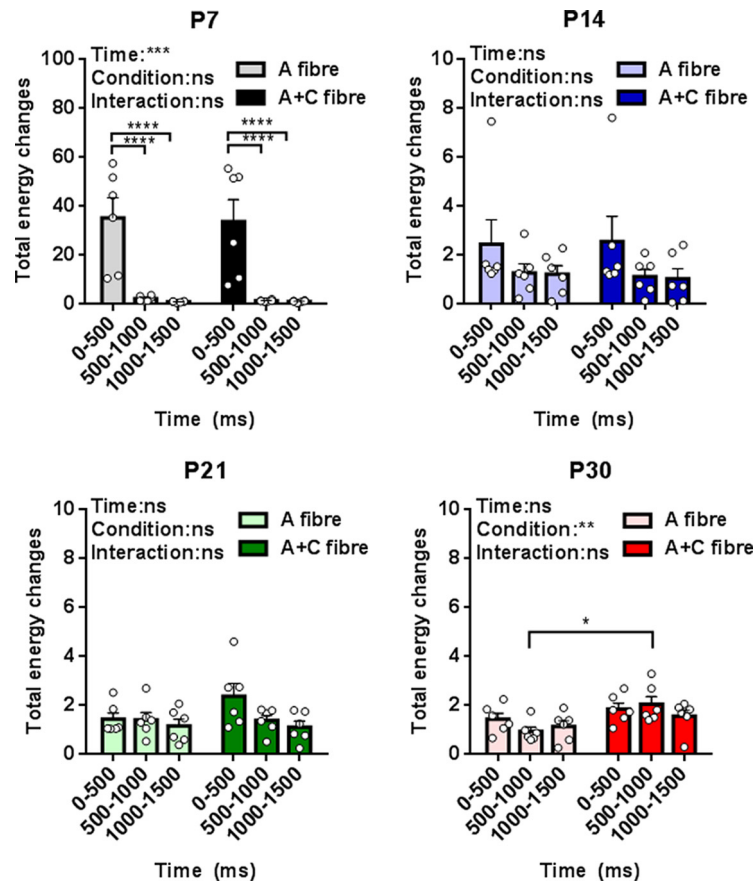 P7
Total energy changes
100
80
60
40
20
0
Time:***
Condition:ns
Interaction:ns
A fibre
A+C fibre
****
****
****
****
0-500
500-1000
1000-1500
0-500
500-1000
1000-1500
Time (ms)
P14
Total energy changes
10
8
6
4
2
0
Time:ns
Condition:ns
Interaction:ns
A fibre
A+C fibre
0-500
500-1000
1000-1500
0-500
500-1000
1000-1500
Time (ms)
P21
Total energy changes
10
8
6
4
2
0
Time:ns
Condition:ns
Interaction:ns
A fibre
A+C fibre
0-500
500-1000
1000-1500
0-500
500-1000
1000-1500
Time (ms)
P30
Total energy changes
10
8
6
4
2
0
Time:ns
Condition:**
Interaction:ns
A fibre
A+C fibre
*
0-500
500-1000
1000-1500
0-500
500-1000
1000-1500
Time (ms)